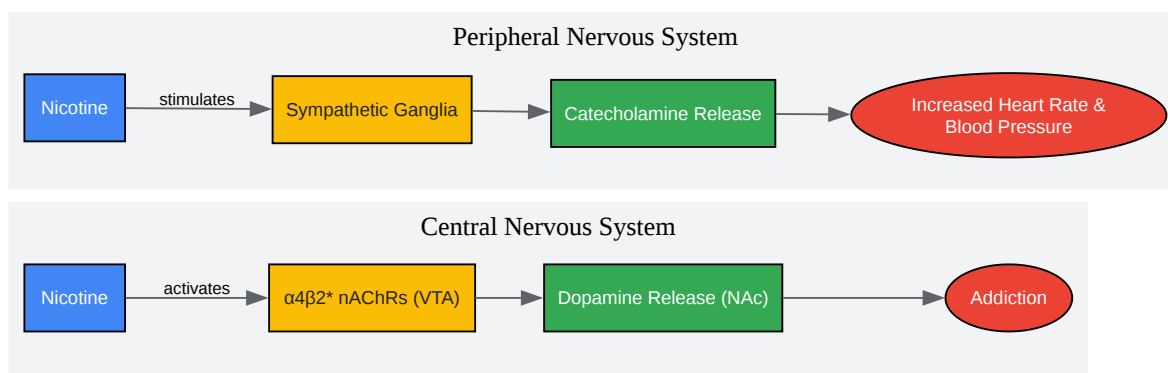 Peripheral Nervous System
Nicotine
stimulates
Sympathetic Ganglia
Catecholamine Release
Increased Heart Rate &
Blood Pressure
Central Nervous System
Nicotine
activates
α4β2* nAChRs (VTA)
Dopamine Release (NAc)
Addiction